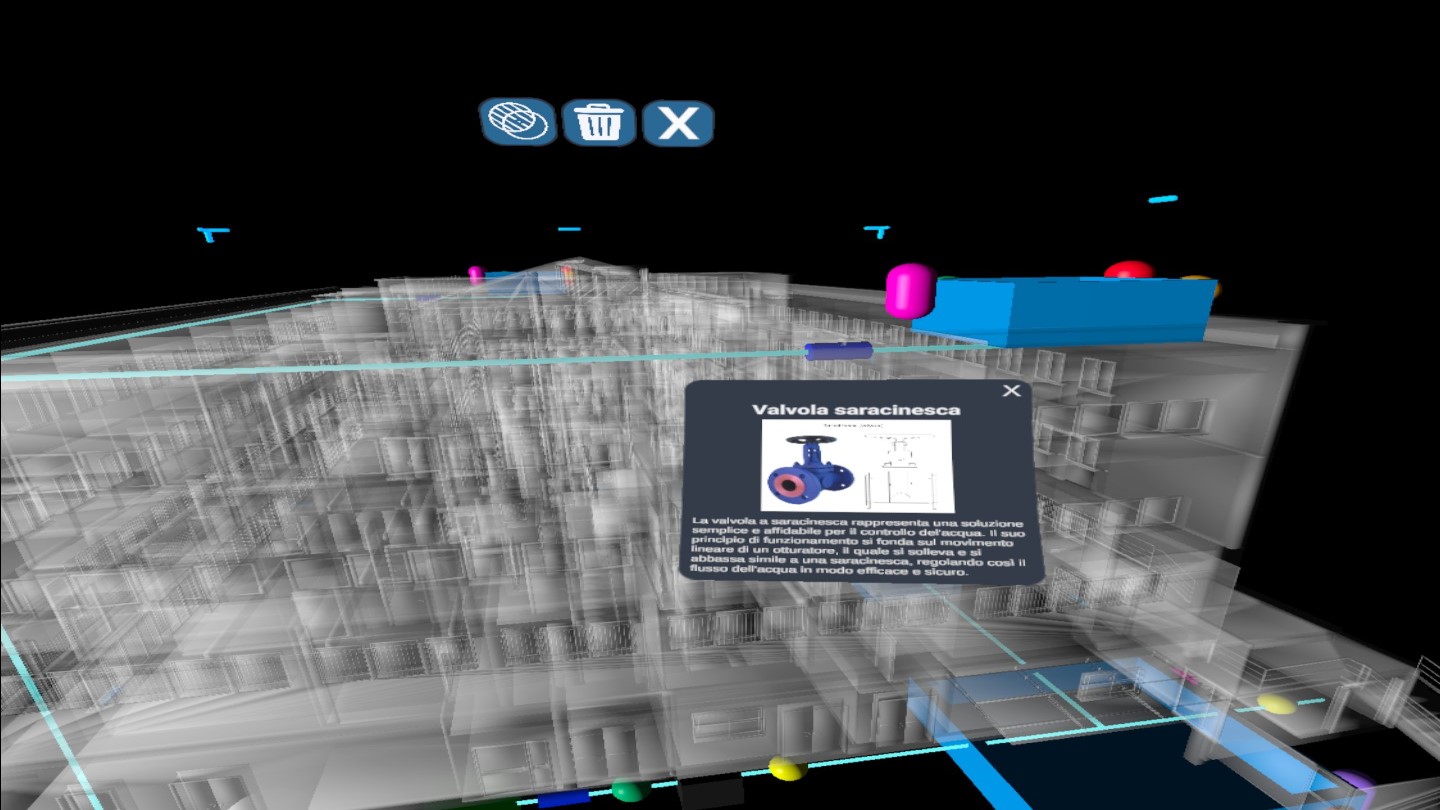 Valvola saracinesca
La valvola a saracinesca rappresenta una soluzione
semplice e affidabile per il controllo del'acqua. Il suo
principio di funzionamento si fonda sul movimento
lineare di un otturatore, il quale si solleva e si
abbassa simile a una saracinesca, regolando così il
flusso dell'acqua in modo efficace e sicuro.